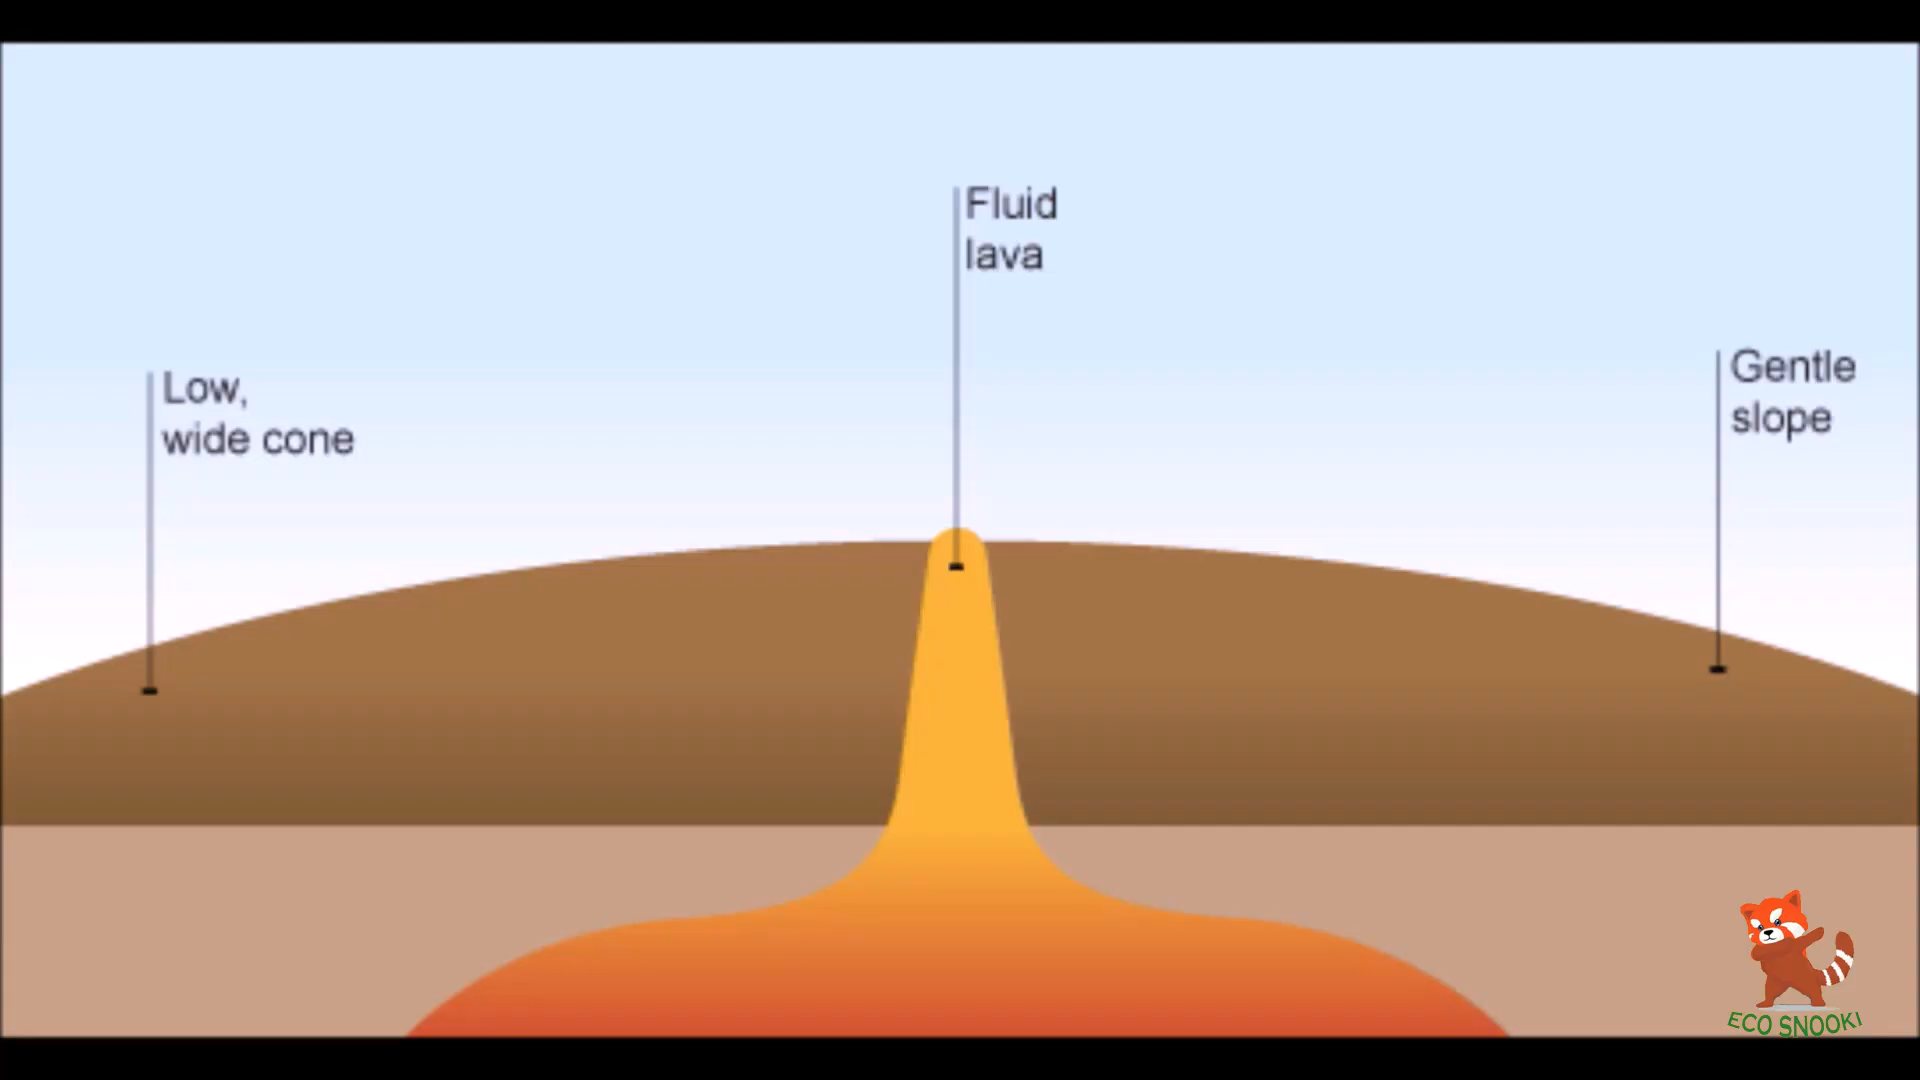 Fluid
lava
Low,
wide cone
Gentle
slope
ECO SNOOKI